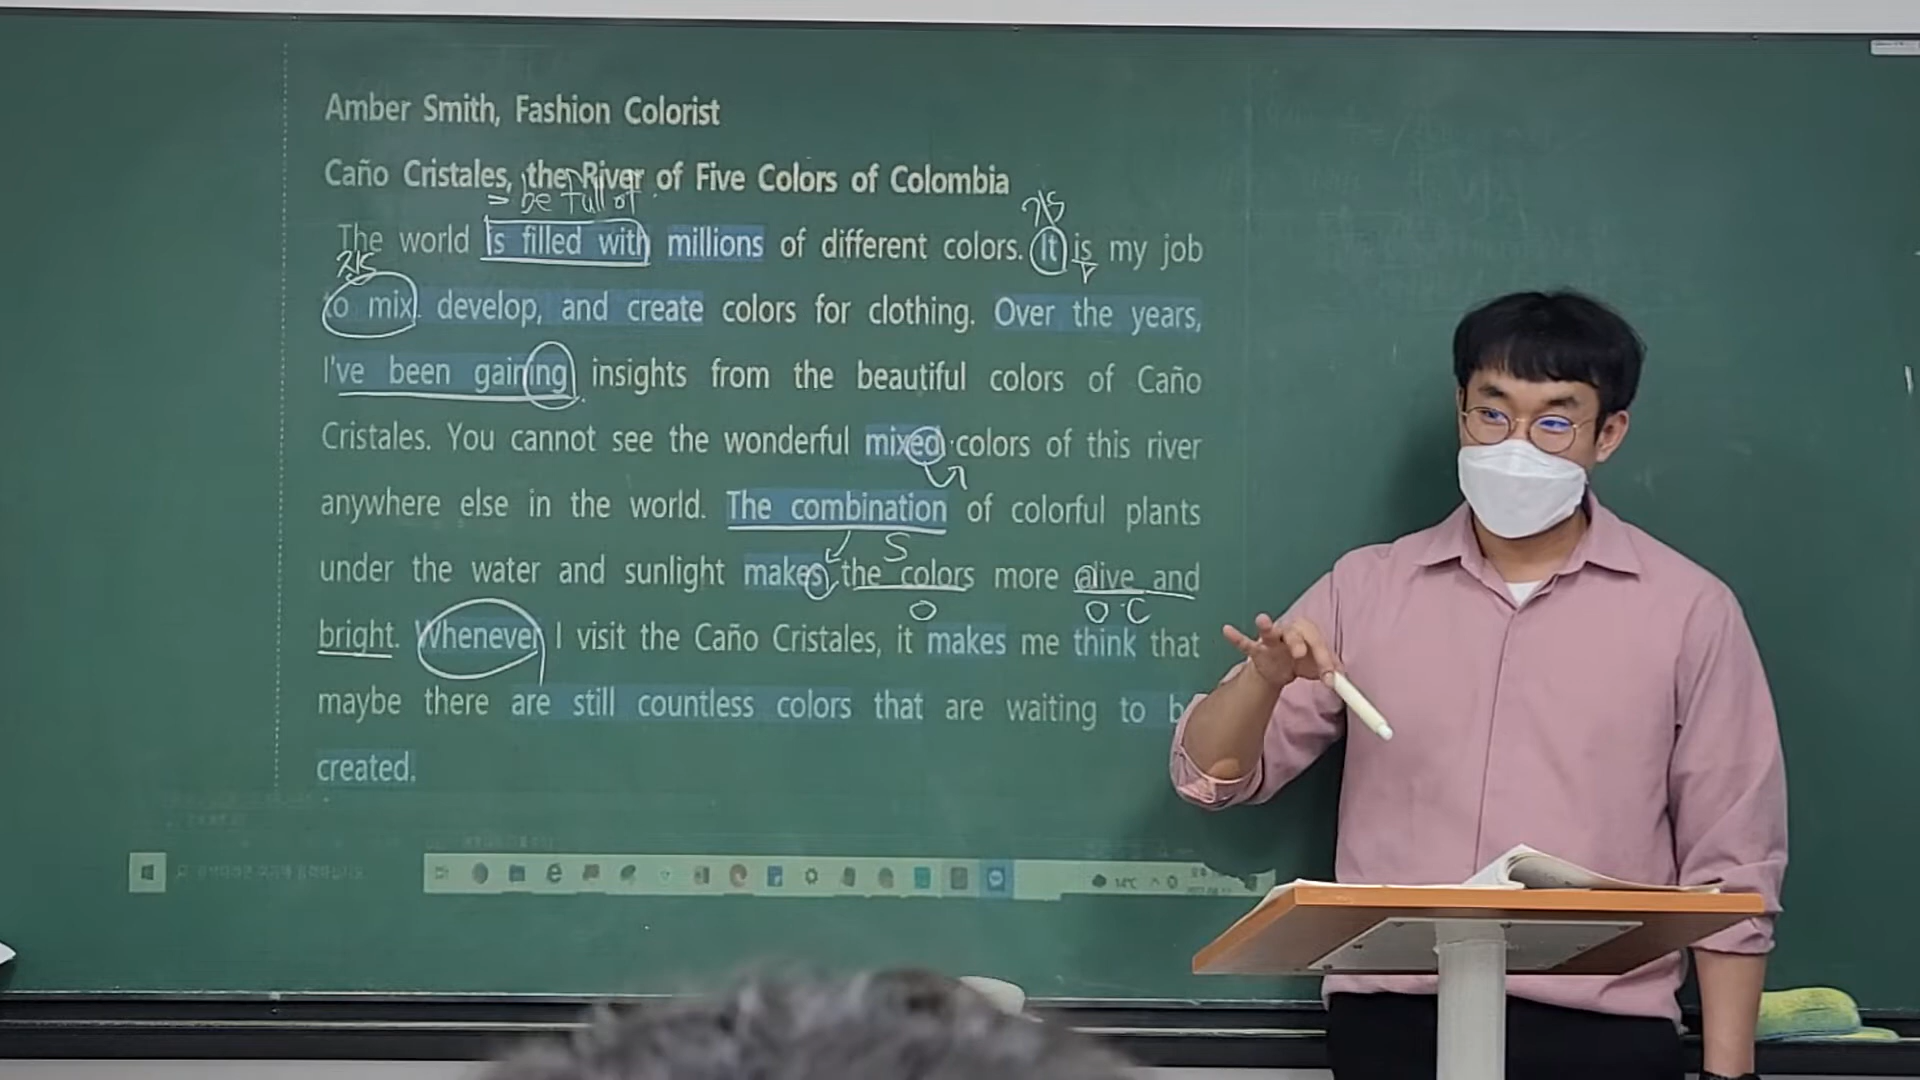 Amber Smith, Fashion Colorist
Caño Cristales, the River of Five Colors of Colombia
= be full of
가S
The world is filled with millions of different colors. It is my job
V
진S
to mix, develop, and create colors for clothing. Over the years,
I've been gaining insights from the beautiful colors of Caño
Cristales. You cannot see the wonderful mixed colors of this river
anywhere else in the world. The combination of colorful plants
S
under the water and sunlight makes the colors more alive and
O O.C
bright. Whenever I visit the Caño Cristales, it makes me think that
maybe there are still countless colors that are waiting to
created.
14℃